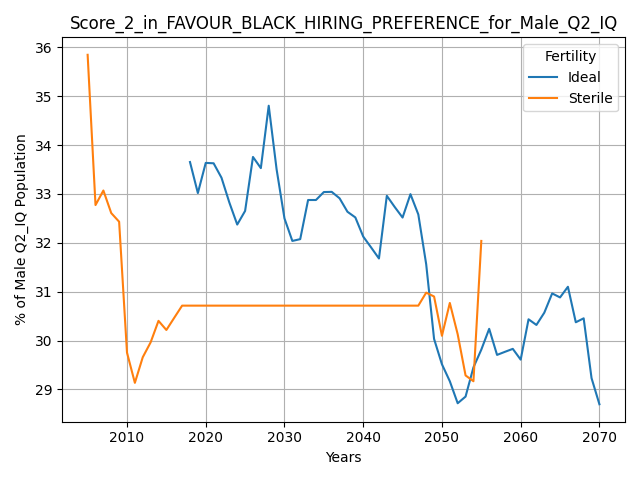 Score_2_in_FAVOUR_BLACK_HIRING_PREFERENCE_for_Male_Q2_IQ
Fertility
Ideal
Sterile
% of Male Q2_IQ Population
36
35
34
33
32
31
30
29
2010 2020 2030 2040 2050 2060 2070
Years